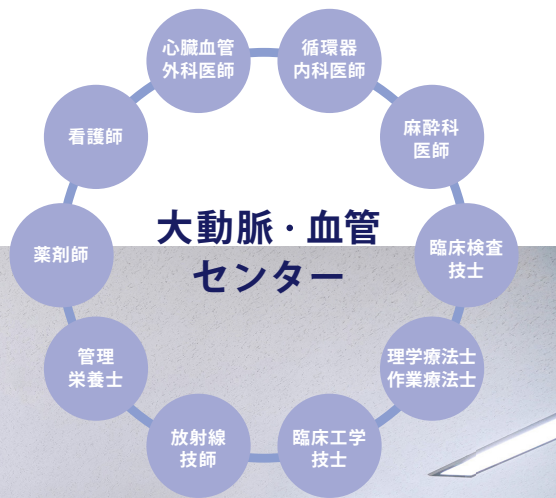 心臓血管
外科医師
循環器
内科医師
看護師
麻酔科
医師
大動脈・血管
センター
薬剤師
臨床検査
技士
管理
栄養士
理学療法士
作業療法士
放射線
技師
臨床工学
技士